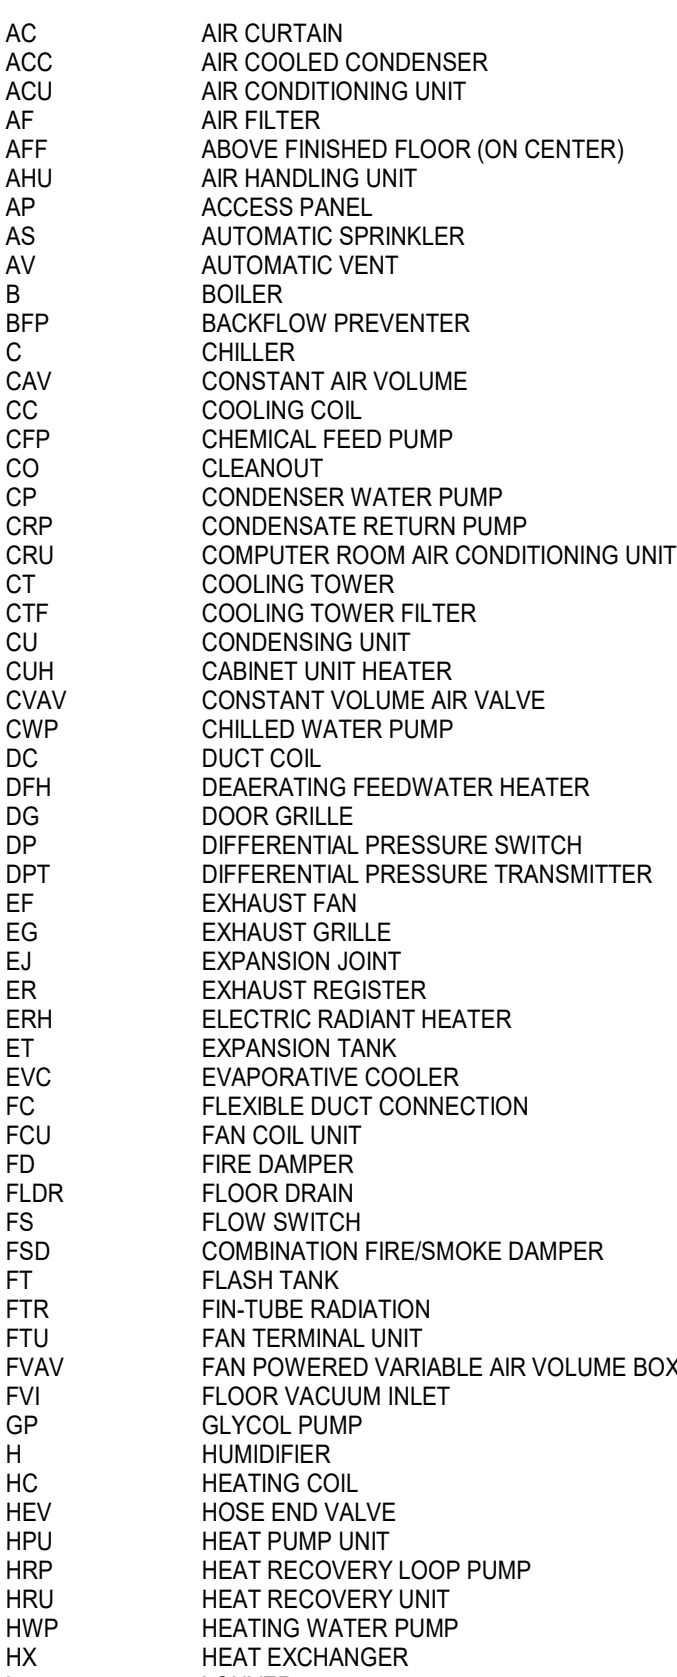 AC AIR CURTAIN
ACC AIR COOLED CONDENSER
ACU AIR CONDITIONING UNIT
AF AIR FILTER
AFF ABOVE FINISHED FLOOR (ON CENTER)
AHU AIR HANDLING UNIT
AP ACCESS PANEL
AS AUTOMATIC SPRINKLER
AV AUTOMATIC VENT
B BOILER
BFP BACKFLOW PREVENTER
C CHILLER
CAV CONSTANT AIR VOLUME
CC COOLING COIL
CFP CHEMICAL FEED PUMP
CO CLEANOUT
CP CONDENSER WATER PUMP
CRP CONDENSATE RETURN PUMP
CRU COMPUTER ROOM AIR CONDITIONING UNIT
CT COOLING TOWER
CTF COOLING TOWER FILTER
CU CONDENSING UNIT
CUH CABINET UNIT HEATER
CVAV CONSTANT VOLUME AIR VALVE
CWP CHILLED WATER PUMP
DC DUCT COIL
DFH DEAERATING FEEDWATER HEATER
DG DOOR GRILLE
DP DIFFERENTIAL PRESSURE SWITCH
DPT DIFFERENTIAL PRESSURE TRANSMITTER
EF EXHAUST FAN
EG EXHAUST GRILLE
EJ EXPANSION JOINT
ER EXHAUST REGISTER
ERH ELECTRIC RADIANT HEATER
ET EXPANSION TANK
EVC EVAPORATIVE COOLER
FC FLEXIBLE DUCT CONNECTION
FCU FAN COIL UNIT
FD FIRE DAMPER
FLDR FLOOR DRAIN
FS FLOW SWITCH
FSD COMBINATION FIRE/SMOKE DAMPER
FT FLASH TANK
FTR FIN-TUBE RADIATION
FTU FAN TERMINAL UNIT
FVAV FAN POWERED VARIABLE AIR VOLUME BOX
FVI FLOOR VACUUM INLET
GP GLYCOL PUMP
H HUMIDIFIER
HC HEATING COIL
HEV HOSE END VALVE
HPU HEAT PUMP UNIT
HRP HEAT RECOVERY LOOP PUMP
HRU HEAT RECOVERY UNIT
HWP HEATING WATER PUMP
HX HEAT EXCHANGER